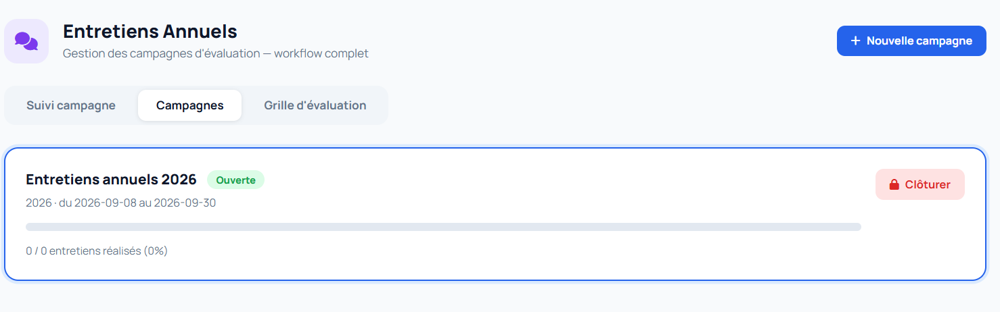 Entretiens Annuels
Gestion des campagnes d'évaluation — workflow complet
+ Nouvelle campagne
Suivi campagne
Campagnes
Grille d'évaluation
Entretiens annuels 2026
Ouverte
Clôturer
2026 · du 2026-09-08 au 2026-09-30
0 / 0 entretiens réalisés (0%)